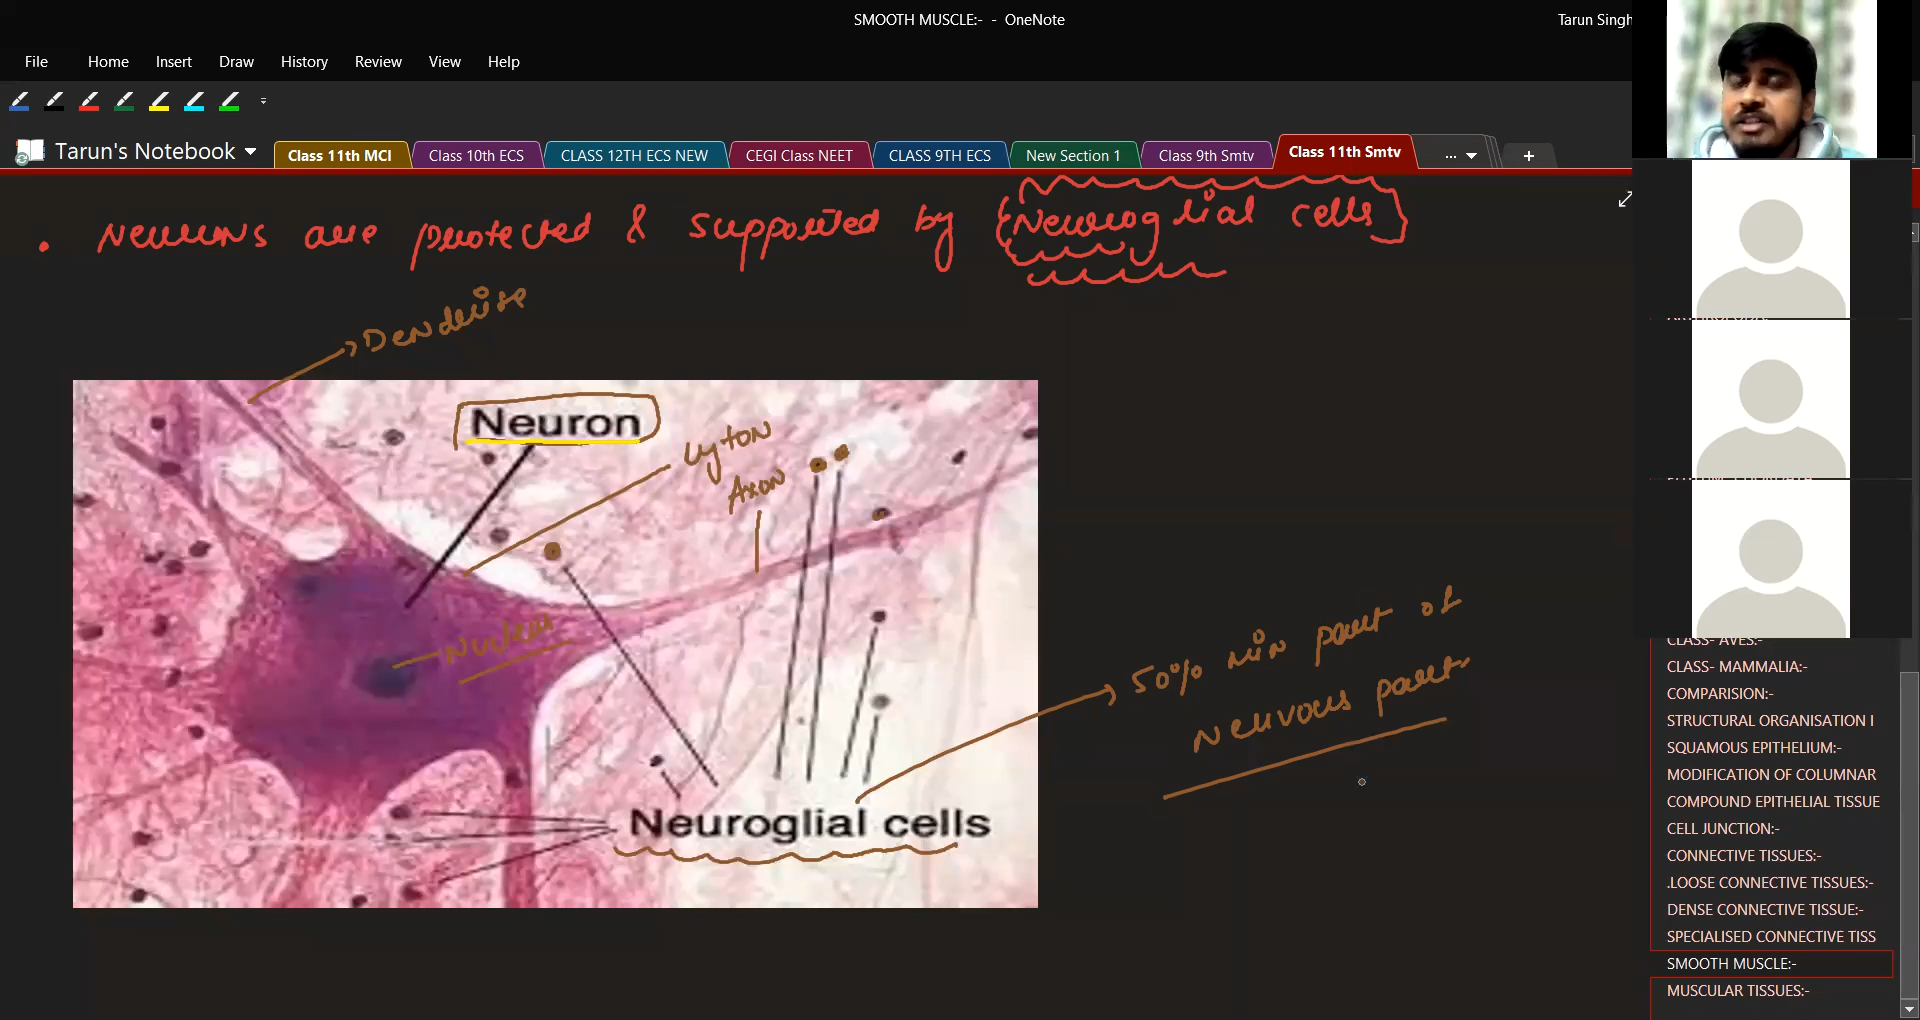 SMOOTH MUSCLE:- - OneNote
Tarun Singh
File Home Insert Draw History Review View Help
Tarun's Notebook
Class 11th MCI
Class 10th ECS
CLASS 12TH ECS NEW
CEGI Class NEET
CLASS 9TH ECS
New Section 1
Class 9th Smtv
Class 11th Smtv
...
+
• Neurons are protected & supported by {Neuroglial cells}
Dendrite
Neuron
Cyton
Axon
Nucleus
50% min part of
Nervous part
Neuroglial cells
CLASS- AVES:-
CLASS- MAMMALIA:-
COMPARISION:-
STRUCTURAL ORGANISATION I
SQUAMOUS EPITHELIUM:-
MODIFICATION OF COLUMNAR
COMPOUND EPITHELIAL TISSUE
CELL JUNCTION:-
CONNECTIVE TISSUES:-
.LOOSE CONNECTIVE TISSUES:-
DENSE CONNECTIVE TISSUE:-
SPECIALISED CONNECTIVE TISS
SMOOTH MUSCLE:-
MUSCULAR TISSUES:-